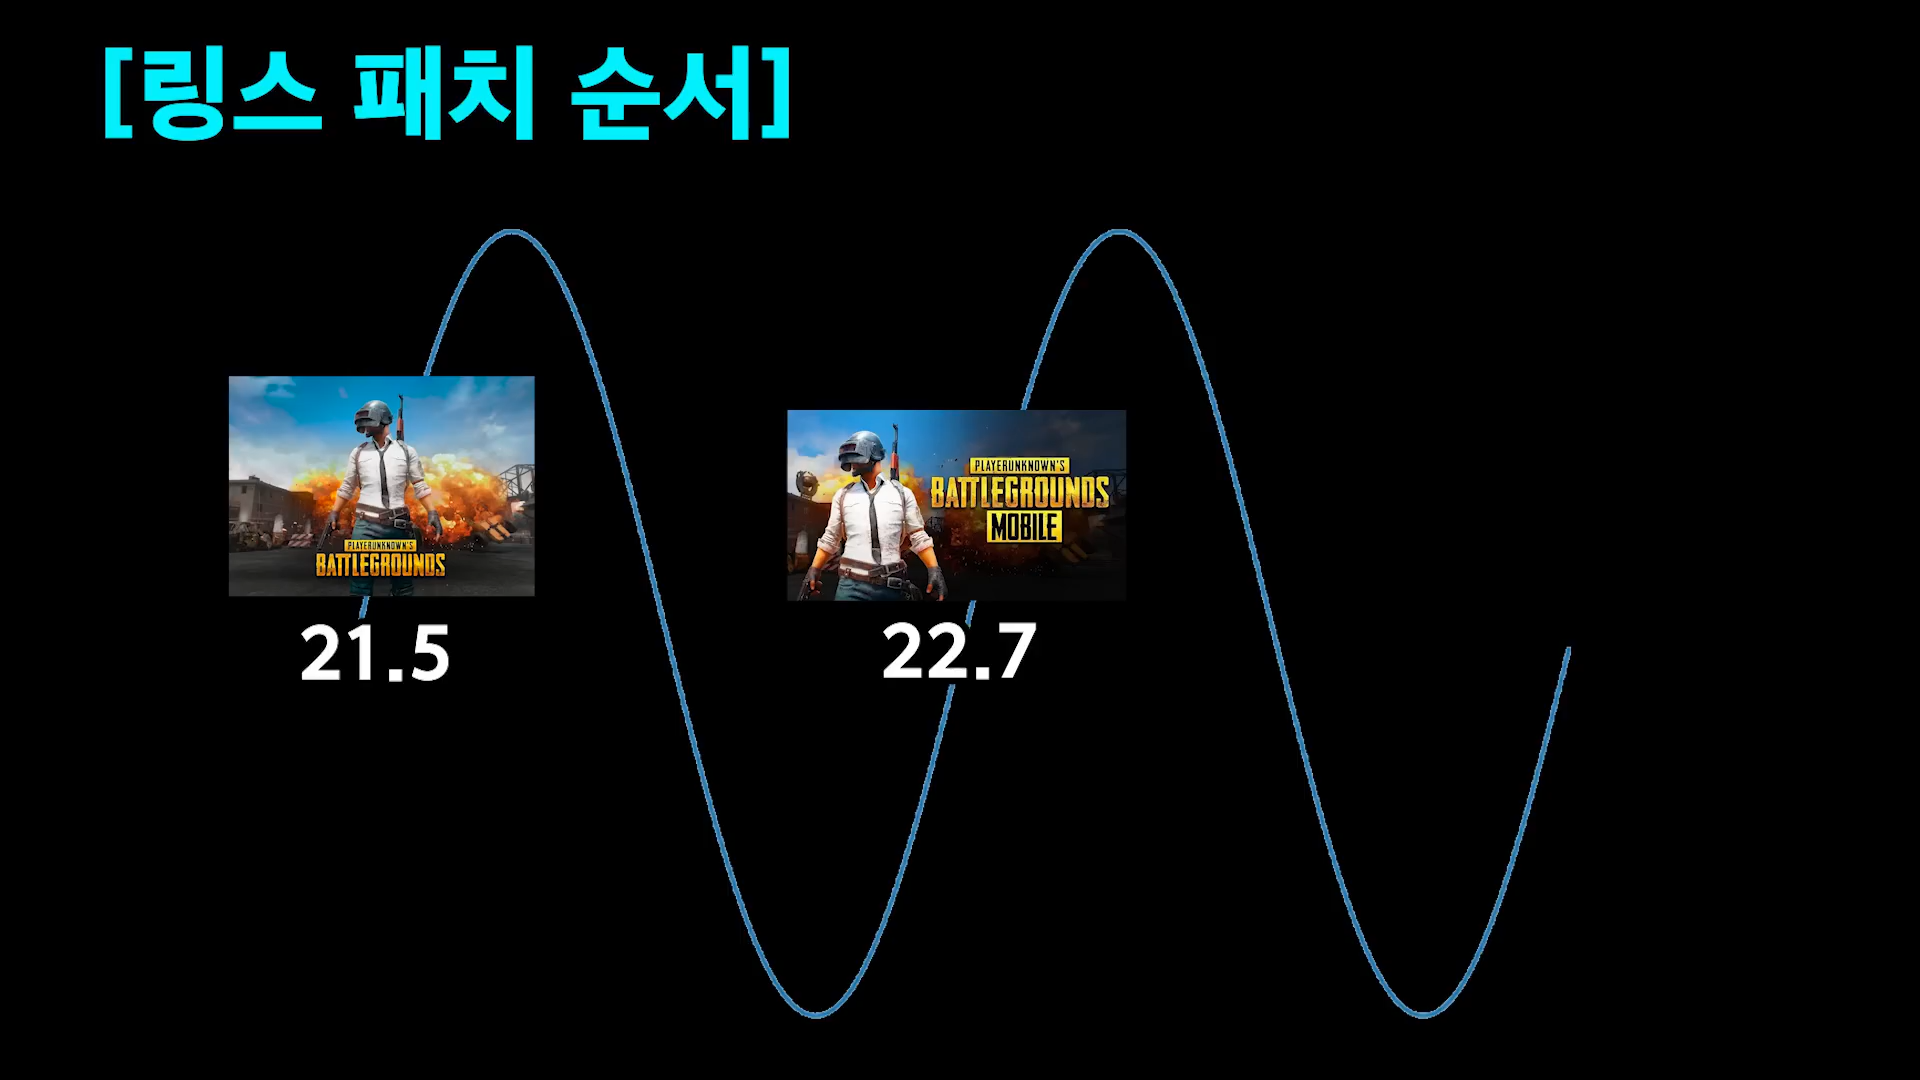 [링스 패치 순서]
PLAYERUNKNOWN'S
BATTLEGROUNDS
21.5
PLAYERUNKNOWN'S
BATTLEGROUNDS
MOBILE
22.7